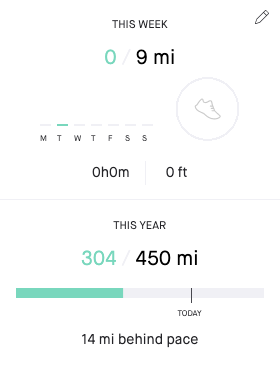 THIS WEEK
0 / 9 mi
M T W T F S S
0h0m 0 ft
THIS YEAR
304 / 450 mi
TODAY
14 mi behind pace